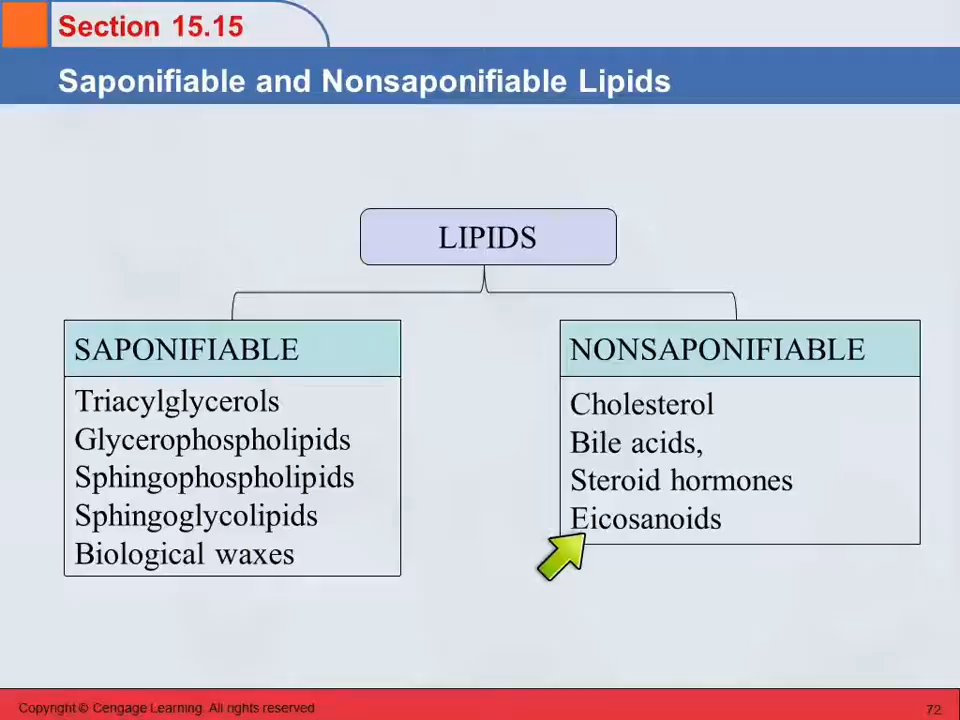 Section 15.15
Saponifiable and Nonsaponifiable Lipids
LIPIDS
SAPONIFIABLE
Triacylglycerols
Glycerophospholipids
Sphingophospholipids
Sphingoglycolipids
Biological waxes
NONSAPONIFIABLE
Cholesterol
Bile acids,
Steroid hormones
Eicosanoids
Copyright © Cengage Learning. All rights reserved
72